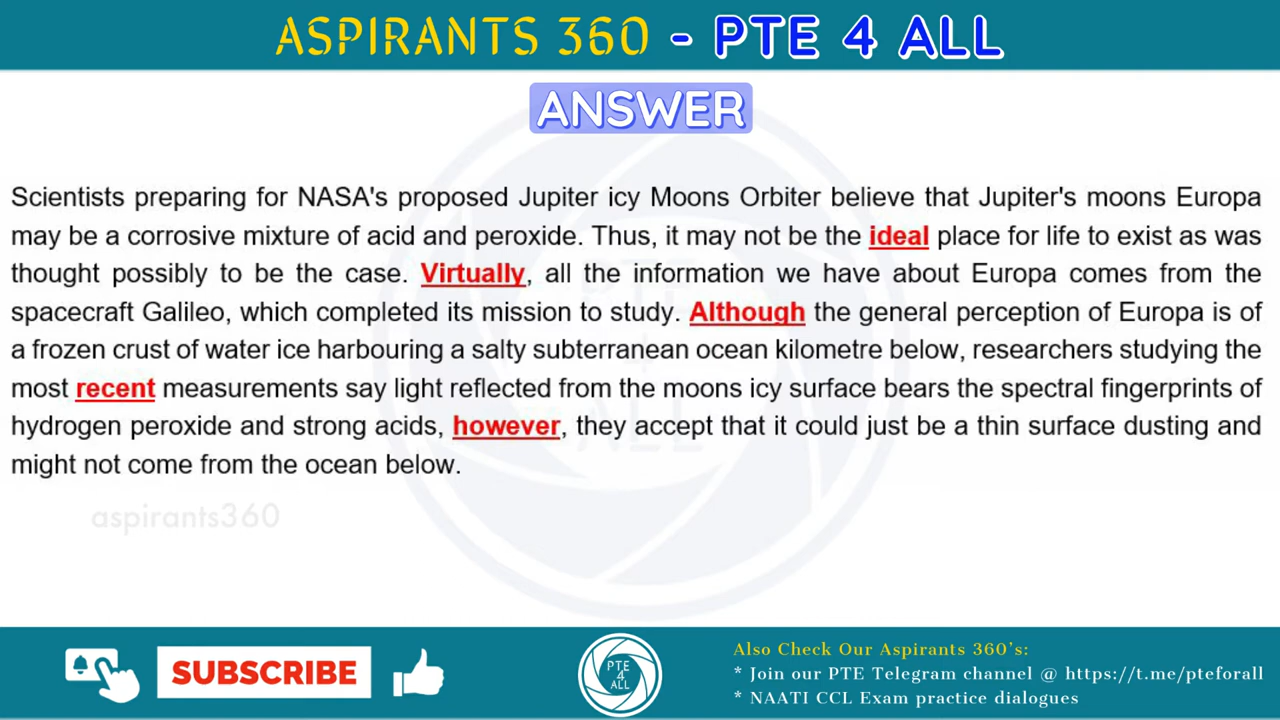 ASPIRANTS 360 - PTE 4 ALL
ANSWER
Scientists preparing for NASA's proposed Jupiter icy Moons Orbiter believe that Jupiter's moons Europa
may be a corrosive mixture of acid and peroxide. Thus, it may not be the ideal place for life to exist as was
thought possibly to be the case. Virtually, all the information we have about Europa comes from the
spacecraft Galileo, which completed its mission to study. Although the general perception of Europa is of
a frozen crust of water ice harbouring a salty subterranean ocean kilometre below, researchers studying the
most recent measurements say light reflected from the moons icy surface bears the spectral fingerprints of
hydrogen peroxide and strong acids, however, they accept that it could just be a thin surface dusting and
might not come from the ocean below.
aspirants360
SUBSCRIBE
PTE
4
ALL
Also Check Our Aspirants 360's:
* Join our PTE Telegram channel @ https://t.me/pteforall
* NAATI CCL Exam practice dialogues